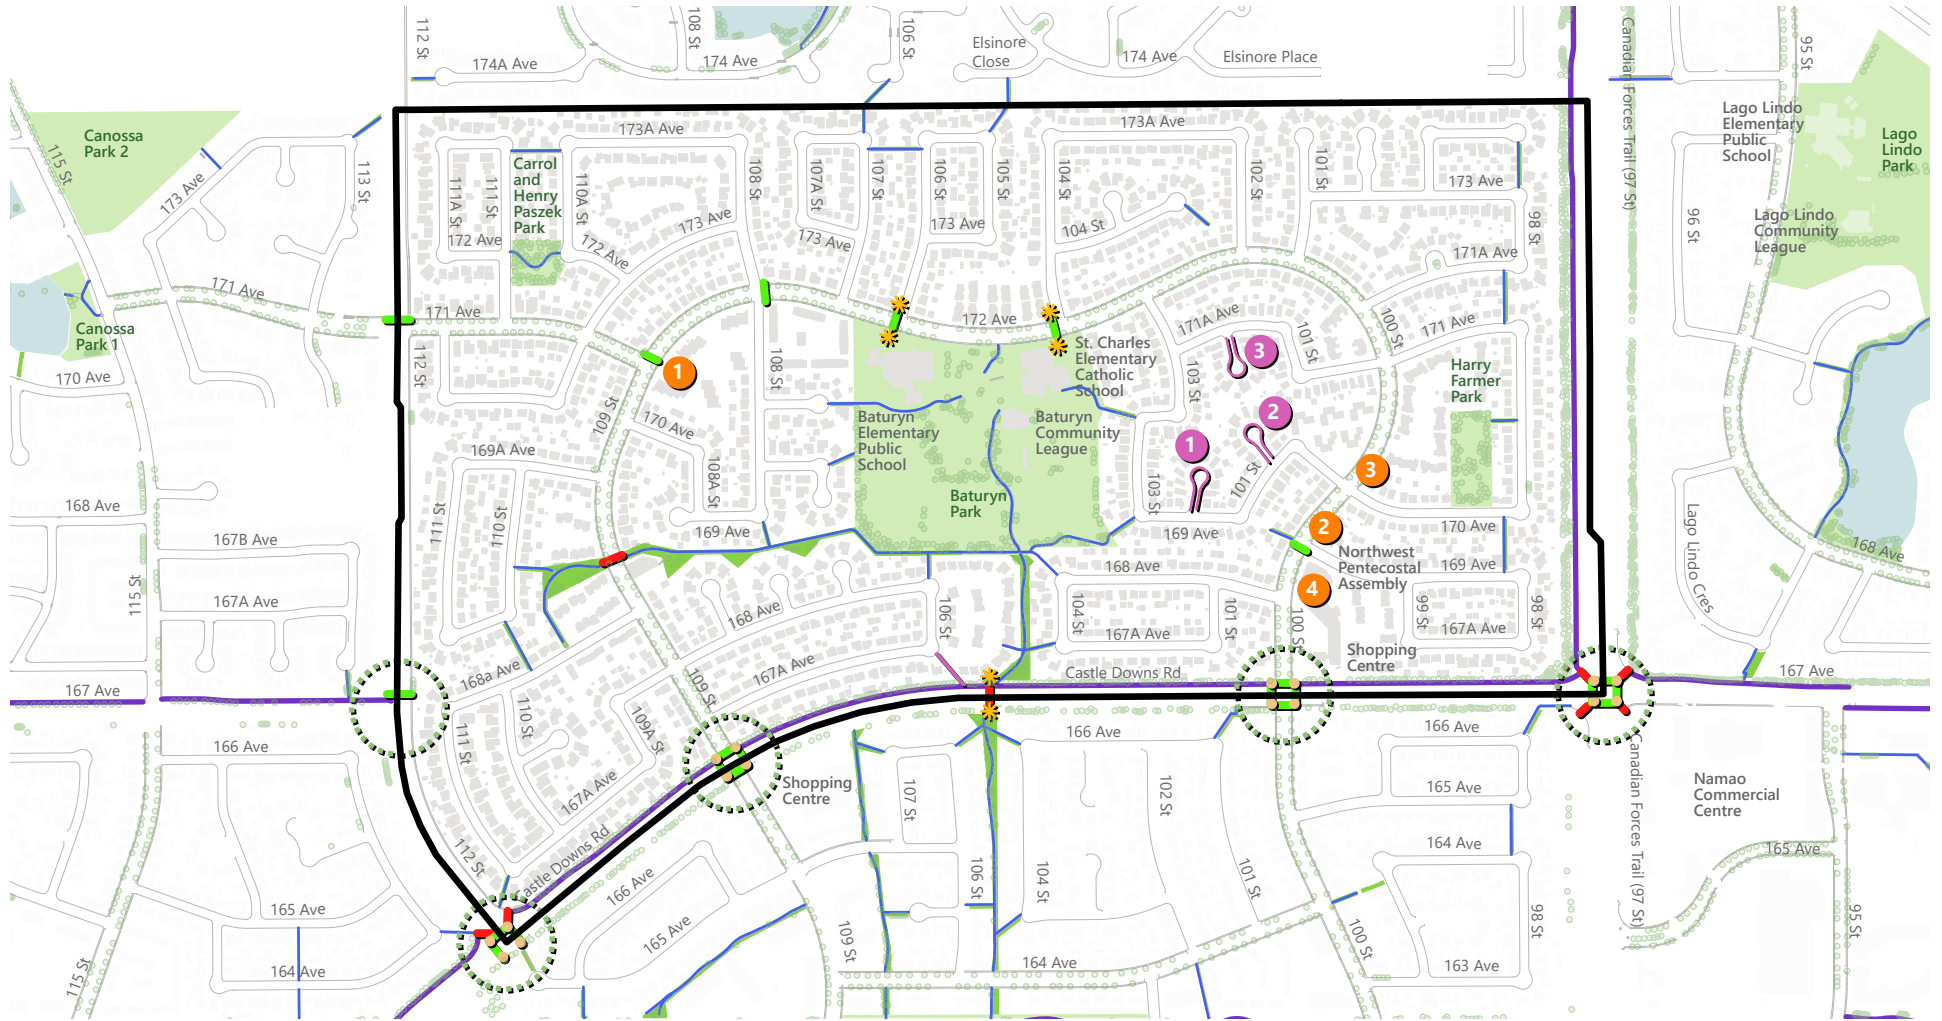 112 St
108 St
106 St
Elsinore
Close
174A Ave
174 Ave
174 Ave
Elsinore Place
Canadian Forces Trail (97 St)
95 St
Canossa
Park 2
115 St
173 Ave
113 St
173A Ave
173A Ave
Lago Lindo
Elementary
Public
School
Lago
Lindo
Park
Carrol
and
Henry
Paszek
Park
111A St
111 St
110A St
108 St
107A St
107 St
106 St
105 St
104 St
102 St
101 St
173 Ave
98 St
96 St
172 Ave
172 Ave
173 Ave
173 Ave
173 Ave
104 St
171A Ave
Lago Lindo
Community
League
171 Ave
171 Ave
172 Ave
171A Ave
101 St
100 St
171 Ave
Canossa
Park 1
112 St
1
108 St
St. Charles
Elementary
Catholic
School
3
103 St
Harry
Farmer
Park
170 Ave
109 St
170 Ave
Baturyn
Elementary
Public
School
Baturyn
Community
League
2
1
169A Ave
108A St
3
101 St
103 St
Baturyn
Park
168 Ave
111 St
110 St
169 Ave
169 Ave
2
170 Ave
Lago Lindo Cres
168 Ave
167B Ave
Northwest
Pentecostal
Assembly
169 Ave
168 Ave
115 St
167A Ave
168 Ave
106 St
104 St
101 St
4
100 St
99 St
98 St
167A Ave
167A Ave
167A Ave
168a Ave
109 St
Castle Downs Rd
Shopping
Centre
167 Ave
167 Ave
110 St
109A St
111 St
166 Ave
166 Ave
166 Ave
Canadian Forces Trail (97 St)
167A Ave
Shopping
Centre
107 St
102 St
165 Ave
Namao
Commercial
Centre
112 St
Castle Downs Rd
164 Ave
165 Ave
166 Ave
106 St
104 St
101 St
165 Ave
165 Ave
109 St
100 St
98 St
95 St
164 Ave
115 St
164 Ave
163 Ave